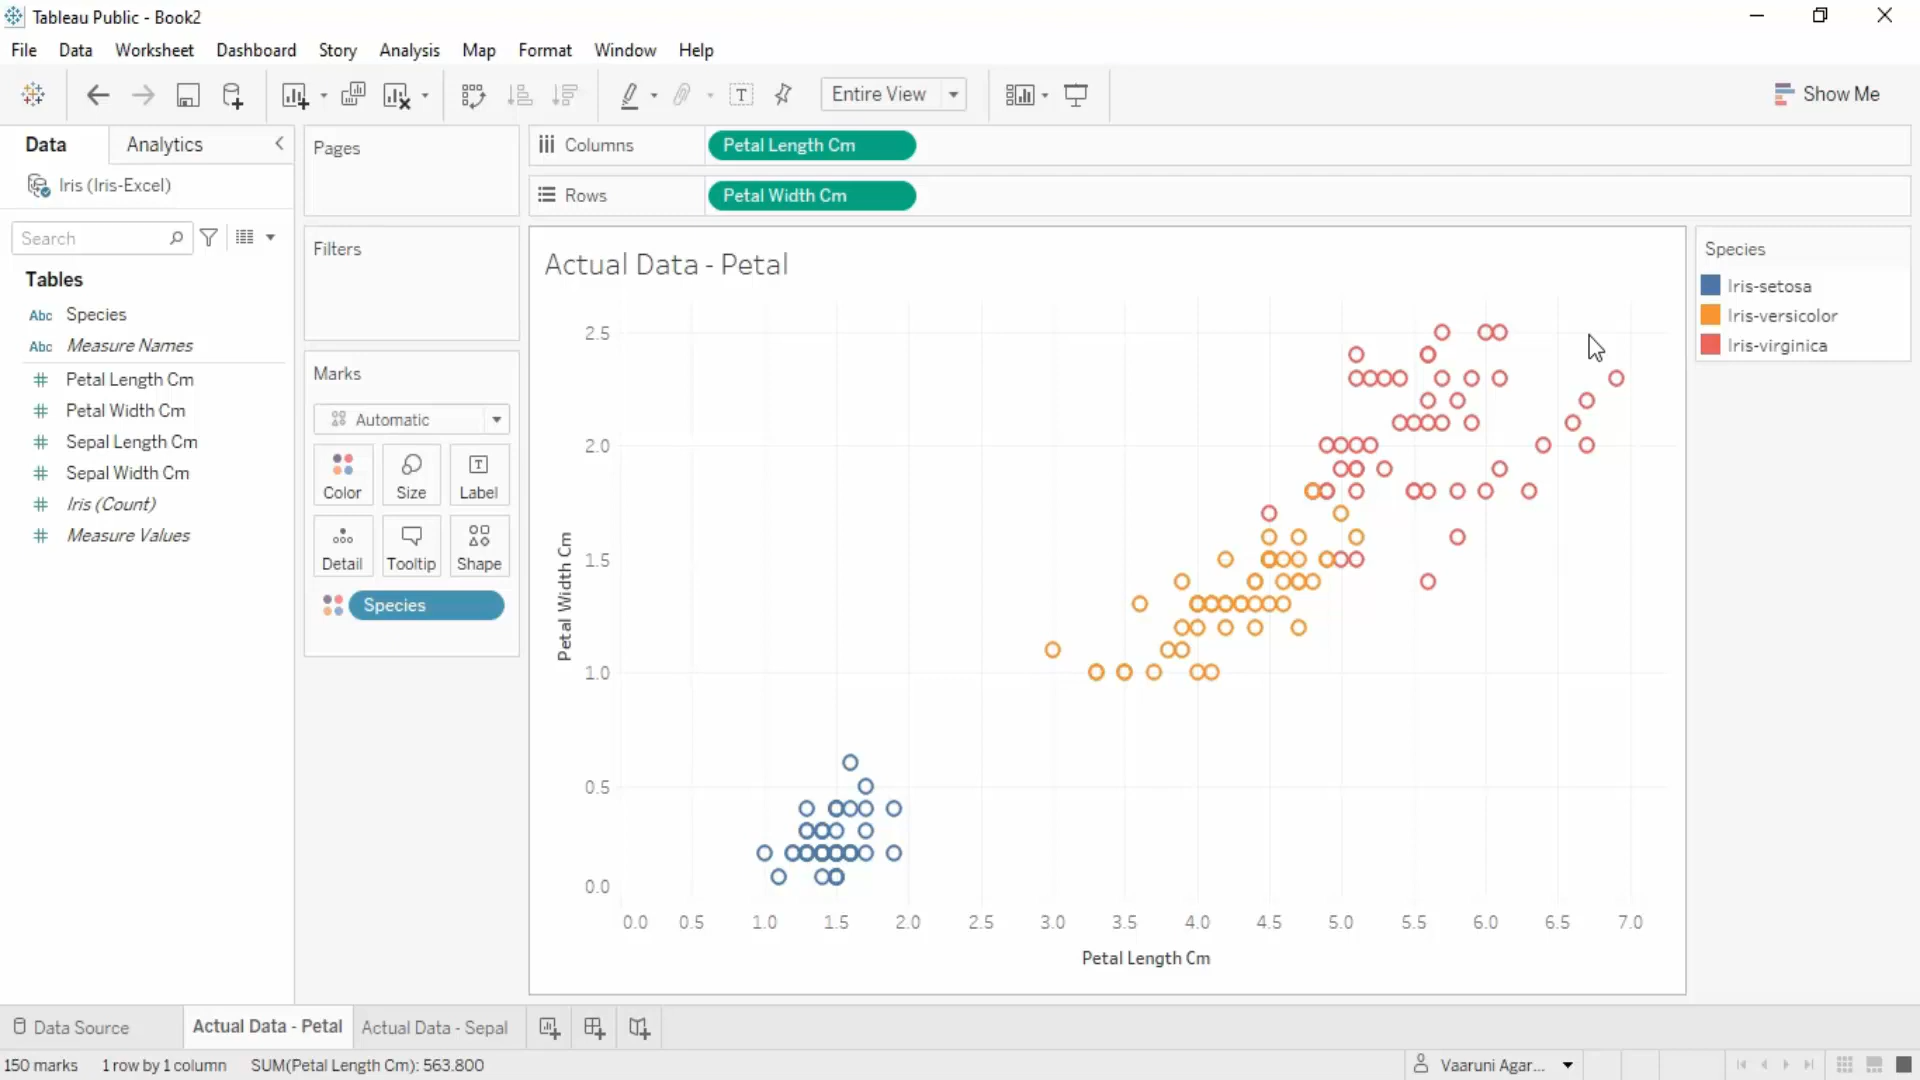 Tableau Public - Book2
File Data Worksheet Dashboard Story Analysis Map Format Window Help
Entire View
Show Me
Data
Analytics
Iris (Iris-Excel)
Search
Tables
Abc Species
Abc Measure Names
# Petal Length Cm
# Petal Width Cm
# Sepal Length Cm
# Sepal Width Cm
# Iris (Count)
# Measure Values
Pages
Filters
Marks
Automatic
Color Size Label
Detail Tooltip Shape
Species
Columns Petal Length Cm
Rows Petal Width Cm
Actual Data - Petal
Petal Width Cm
2.5
2.0
1.5
1.0
0.5
0.0
0.0 0.5 1.0 1.5 2.0 2.5 3.0 3.5 4.0 4.5 5.0 5.5 6.0 6.5 7.0
Petal Length Cm
Species
Iris-setosa
Iris-versicolor
Iris-virginica
Data Source
Actual Data - Petal
Actual Data - Sepal
150 marks 1 row by 1 column SUM(Petal Length Cm): 563.800
Vaaruni Agar...